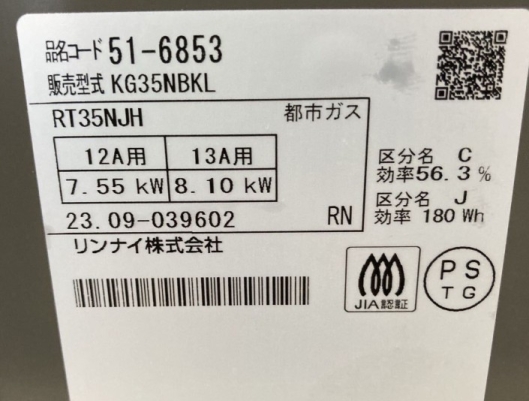 品名コード 51-6853
販売型式 KG35NBKL
RT35NJH 都市ガス
12A用 13A用
7.55 kW 8.10 kW
23.09-039602 RN
リンナイ株式会社
区分名 C
効率56.3 %
区分名 J
効率 180 Wh
JIA認証
PS
TG